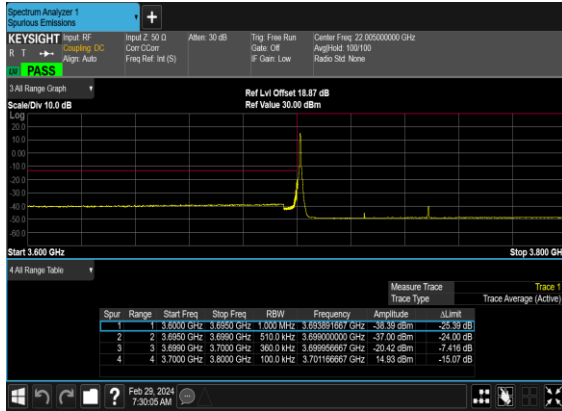 Spectrum Analyzer 1
Spurious Emissions
+
KEYSIGHT Input: RF Input Z: 50 Ω Atten: 30 dB Trig: Free Run Center Freq: 22.005000000 GHz
R T Coupling: DC Corr CCorr Gate: Off Avg|Hold: 100/100
Align: Auto Freq Ref: Int (S) IF Gain: Low Radio Std: None
PASS
3 All Range Graph
Ref Lvl Offset 18.87 dB
Scale/Div 10.0 dB Ref Value 30.00 dBm
Log
20.0
10.0
0.00
-10.0
-20.0
-30.0
-40.0
-50.0
-60.0
Start 3.600 GHz Stop 3.800 GHz
4 All Range Table
Measure Trace Trace 1
Trace Type Trace Average (Active)
Spur Range Start Freq Stop Freq RBW Frequency Amplitude ΔLimit
1 1 3.6000 GHz 3.6950 GHz 1.000 MHz 3.693891667 GHz -38.39 dBm -25.39 dB
2 2 3.6950 GHz 3.6990 GHz 510.0 kHz 3.699000000 GHz -37.00 dBm -24.00 dB
3 3 3.6990 GHz 3.7000 GHz 360.0 kHz 3.699956667 GHz -20.42 dBm -7.416 dB
4 4 3.7000 GHz 3.8000 GHz 100.0 kHz 3.701166667 GHz 14.93 dBm -15.07 dB
? Feb 29, 2024
7:30:05 AM